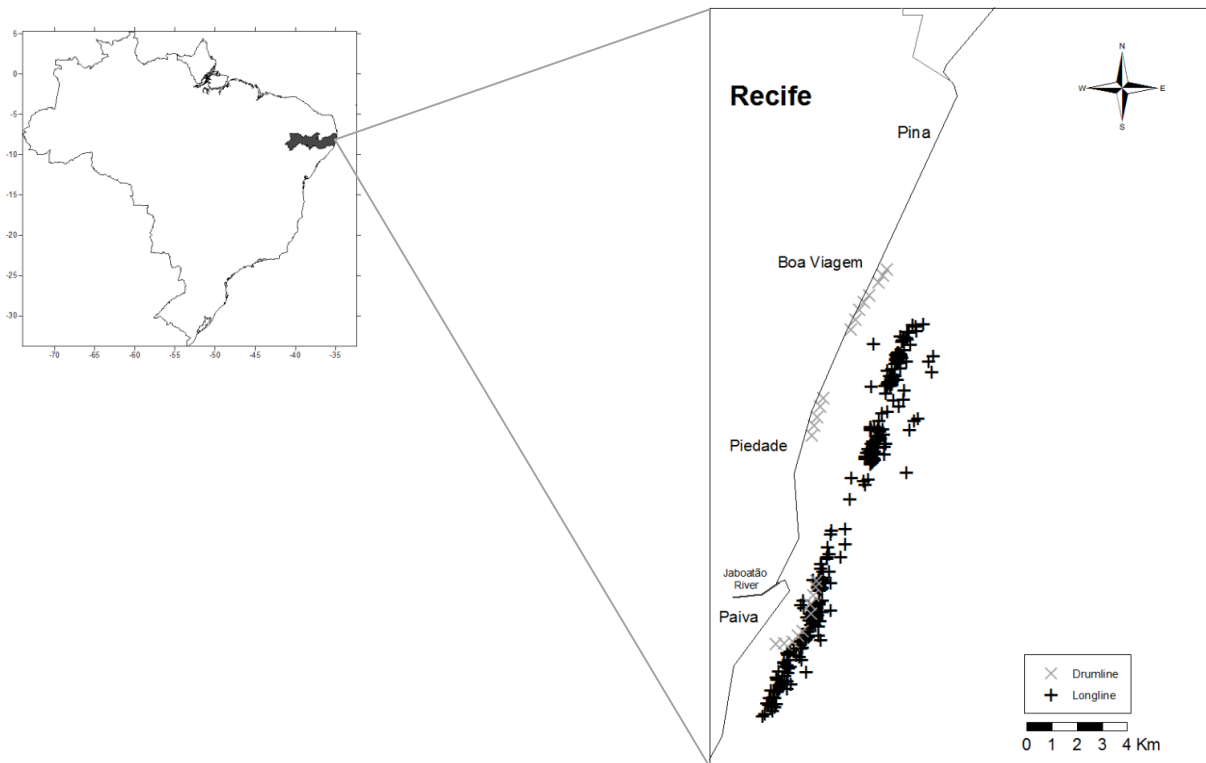 5
0
-5
-10
-15
-20
-25
-30
-70
-65
-60
-55
-50
-45
-40
-35
N
W
E
S
Recife
Pina
Boa Viagem
Piedade
Jaboatão
River
Paiva
Drumline
Longline
0 1 2 3 4 Km